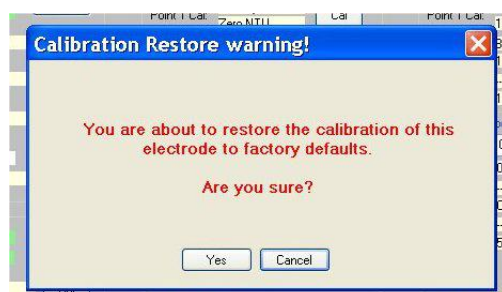 Point 1 Cal:
Zero NTU
Cal
Point 1 Cal:
Calibration Restore warning!
You are about to restore the calibration of this
electrode to factory defaults.
Are you sure?
Yes
Cancel